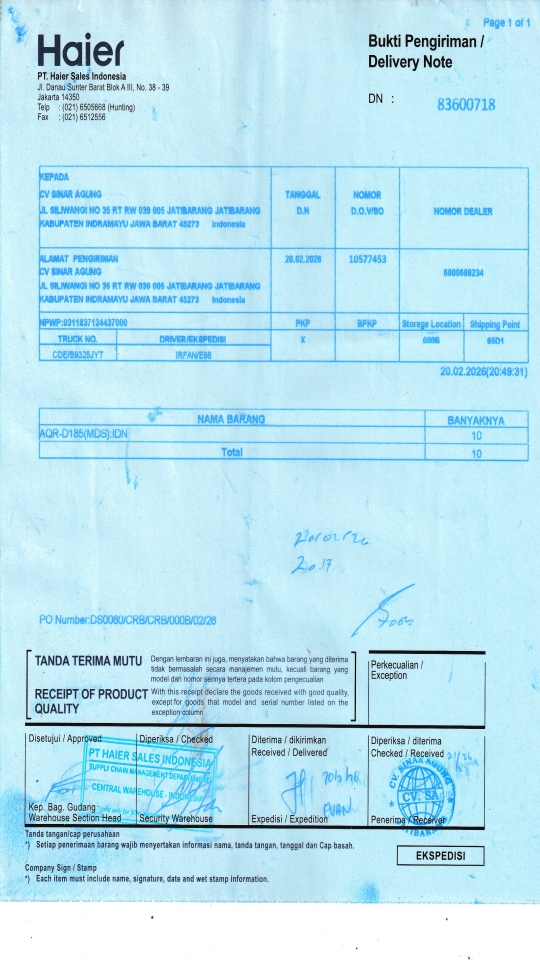 Page 1 of 1
Haier
Bukti Pengiriman /
Delivery Note
PT. Haier Sales Indonesia
Jl. Danau Sunter Barat Blok A III, No. 38 - 39
Jakarta 14350
Telp : (021) 6505668 (Hunting)
Fax : (021) 6512556
DN : 83600718
KEPADA
CV SINAR AGUNG
JL SILIWANGI NO 35 RT RW 039 005 JATIBARANG JATIBARANG
KABUPATEN INDRAMAYU JAWA BARAT 45273 Indonesia
TANGGAL
D.N
NOMOR
D.O./SO
NOMOR DEALER
ALAMAT PENGIRIMAN
CV SINAR AGUNG
JL SILIWANGI NO 35 RT RW 039 005 JATIBARANG JATIBARANG
KABUPATEN INDRAMAYU JAWA BARAT 45273 Indonesia
20.02.2026
10577453
NPWP:0311837124437000
PKP
BPKP
Storege Location
Shipping Point
TRUCK NO.
DRIVER/EKSPEDISI
X
000B
65D1
CDE/B9325JYT
IRFAN/E66
20.02.2026(20:49:31)
NAMA BARANG
BANYAKNYA
AQR-D185(MDS):IDN
10
Total
10
20.17
PO Number:DS0060/CRB/CRB/000B/02/26
TANDA TERIMA MUTU
Dengan lembaran ini juga, menyatakan bahwa barang yang diterima
tidak bermasalah secara manajemen mutu, kecuali barang yang
model dan nomor serinya tertera pada kolom pengecualian
RECEIPT OF PRODUCT
QUALITY
With this receipt declare the goods received with good quality,
except for goods that model and serial number listed on the
exception column
Perkecualian /
Exception
Disetujui / Approved
Diperiksa / Checked
Diterima / dikirimkan
Received / Delivered
Diperiksa / diterima
Checked / Received
PT HAIER SALES INDONESIA
SUPPLY CHAIN MANAGEMENT DEPARTMENT
CENTRAL WAREHOUSE - INDONESIA
CV. SINAR AGUNG
CV. SA
JATIBARANG
Kep. Bag. Gudang
Warehouse Section Head
Security Warehouse
Expedisi / Expedition
Penerima / Receiver
Tanda tangan/cap perusahaan
*) Setiap penerimaan barang wajib menyertakan informasi nama, tanda tangan, tanggal dan Cap basah.
EKSPEDISI
Company Sign / Stamp
*) Each item must include name, signature, date and wet stamp information.